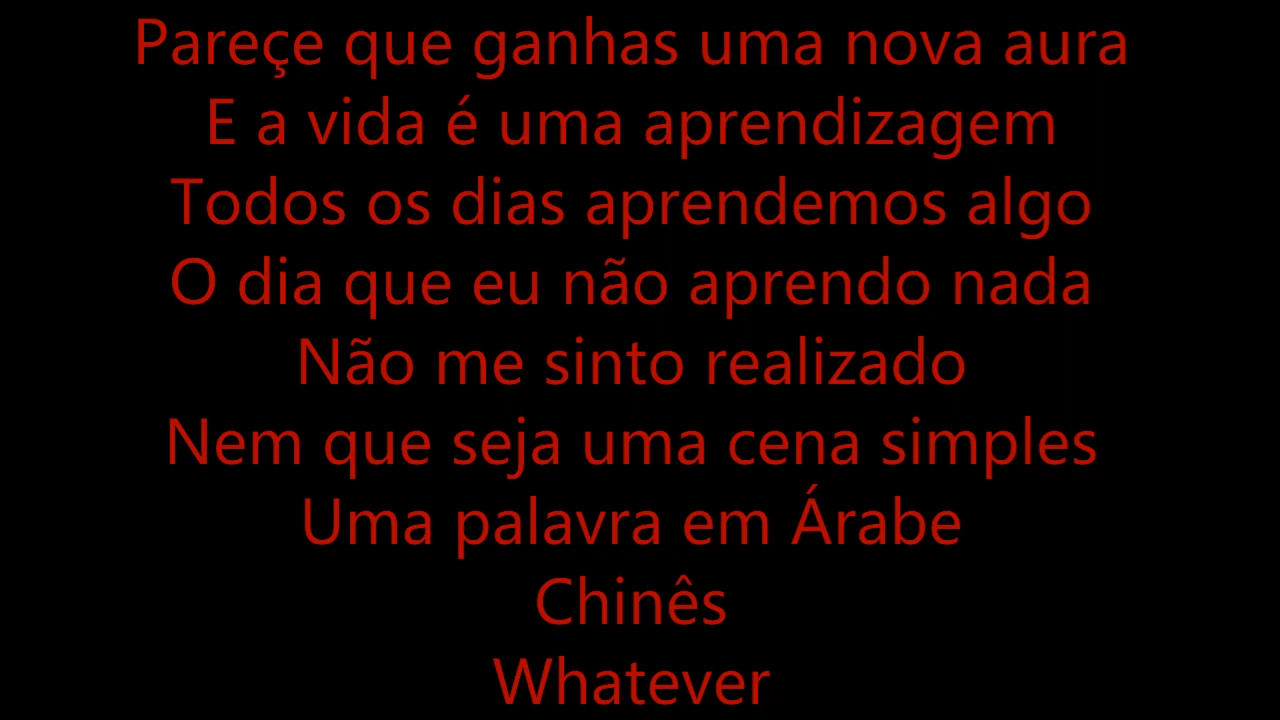 Pareçe que ganhas uma nova aura
E a vida é uma aprendizagem
Todos os dias aprendemos algo
O dia que eu não aprendo nada
Não me sinto realizado
Nem que seja uma cena simples
Uma palavra em Árabe
Chinês
Whatever